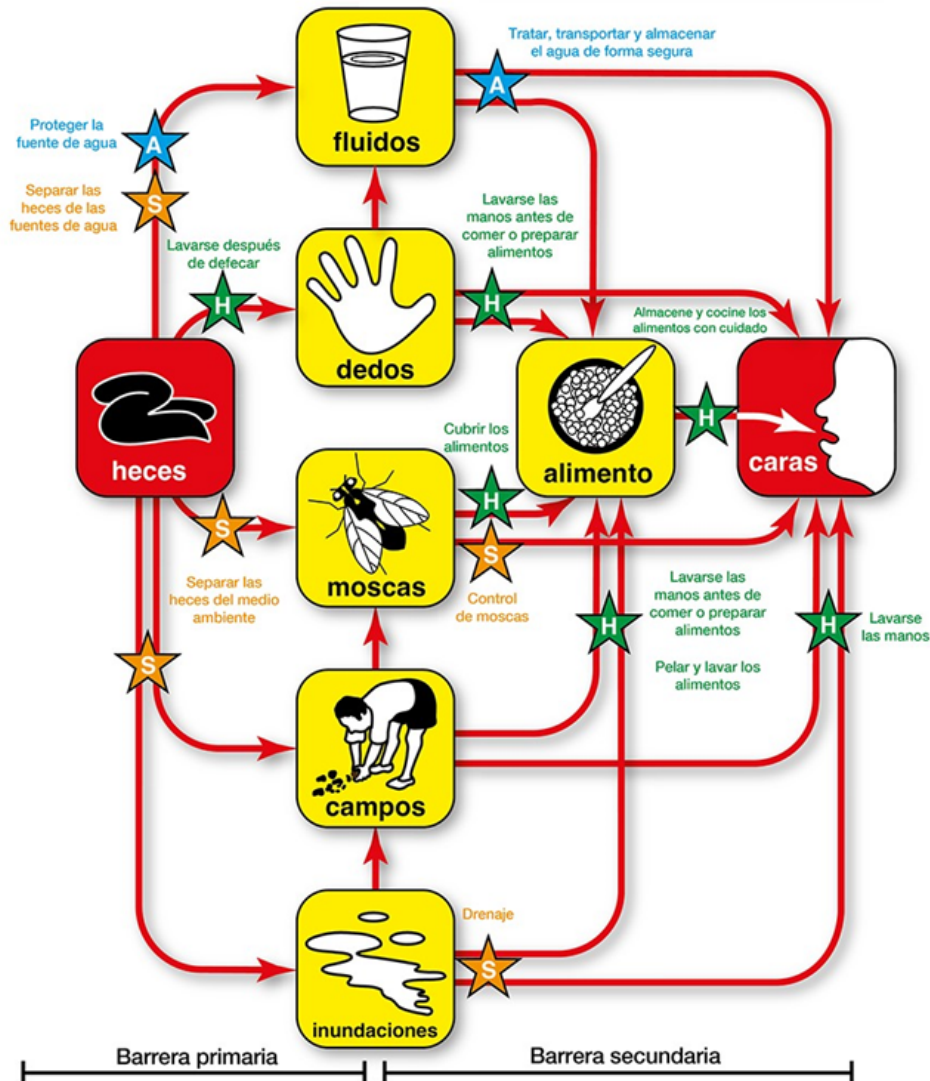 Tratar, transportar y almacenar
el agua de forma segura
A
fluidos
Proteger la
fuente de agua
A
Separar las
heces de las
fuentes de agua
S
Lavarse después
de defecar
H
dedos
Lavarse las
manos antes de
comer o preparar
alimentos
H
Almacene y cocine los
alimentos con cuidado
heces
alimento
H
caras
Cubrir los
alimentos
H
S
moscas
S
Control
de moscas
Separar las
heces del medio
ambiente
S
H
Lavarse las
manos antes de
comer o preparar
alimentos
Pelar y lavar los
alimentos
H
Lavarse
las manos
campos
Drenaje
S
inundaciones
Barrera primaria
Barrera secundaria